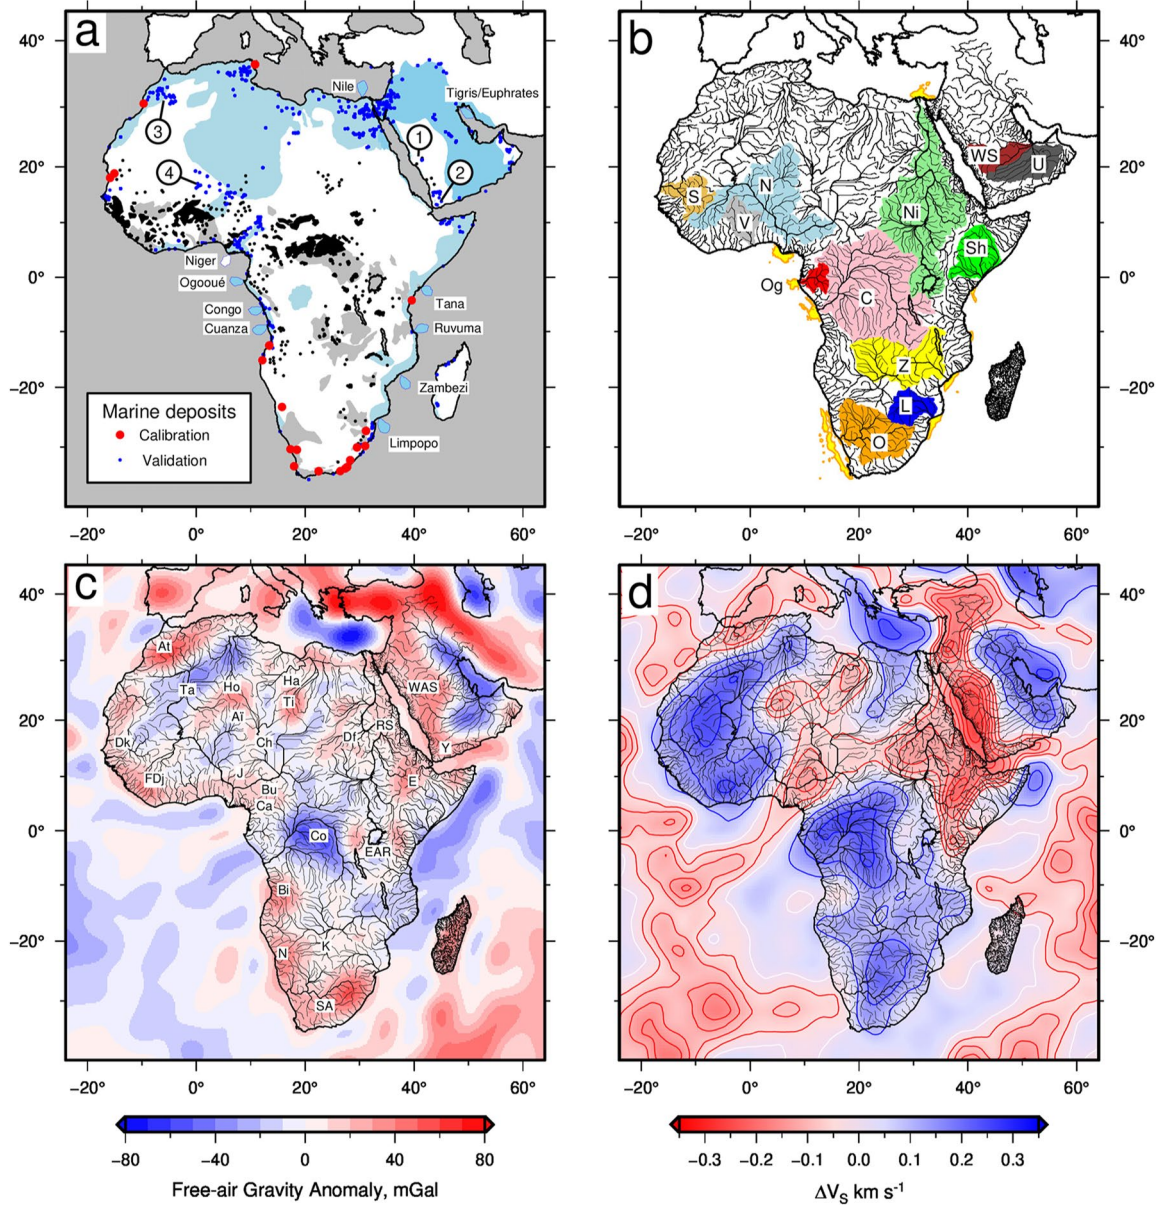 a
40°
20°
0°
−20°
Nile
Tigris/Euphrates
1
2
3
4
Niger
Ogooué
Congo
Cuanza
Tana
Ruvuma
Zambezi
Limpopo
Marine deposits
Calibration
Validation
−20° 0° 20° 40° 60°
b
40°
20°
0°
−20°
WS
U
S
N
V
Ni
Sh
Og
C
Z
L
O
−20° 0° 20° 40° 60°
c
40°
20°
0°
−20°
At
Ta
Ho
Ha
Ti
WAS
Aï
RS
Dk
Ch
Df
Y
FDj
J
Bu
E
Ca
Co
EAR
Bi
N
K
SA
−20° 0° 20° 40° 60°
−80 −40 0 40 80
Free-air Gravity Anomaly, mGal
d
40°
20°
0°
−20°
−20° 0° 20° 40° 60°
−0.3 −0.2 −0.1 0.0 0.1 0.2 0.3
ΔVS km s-1